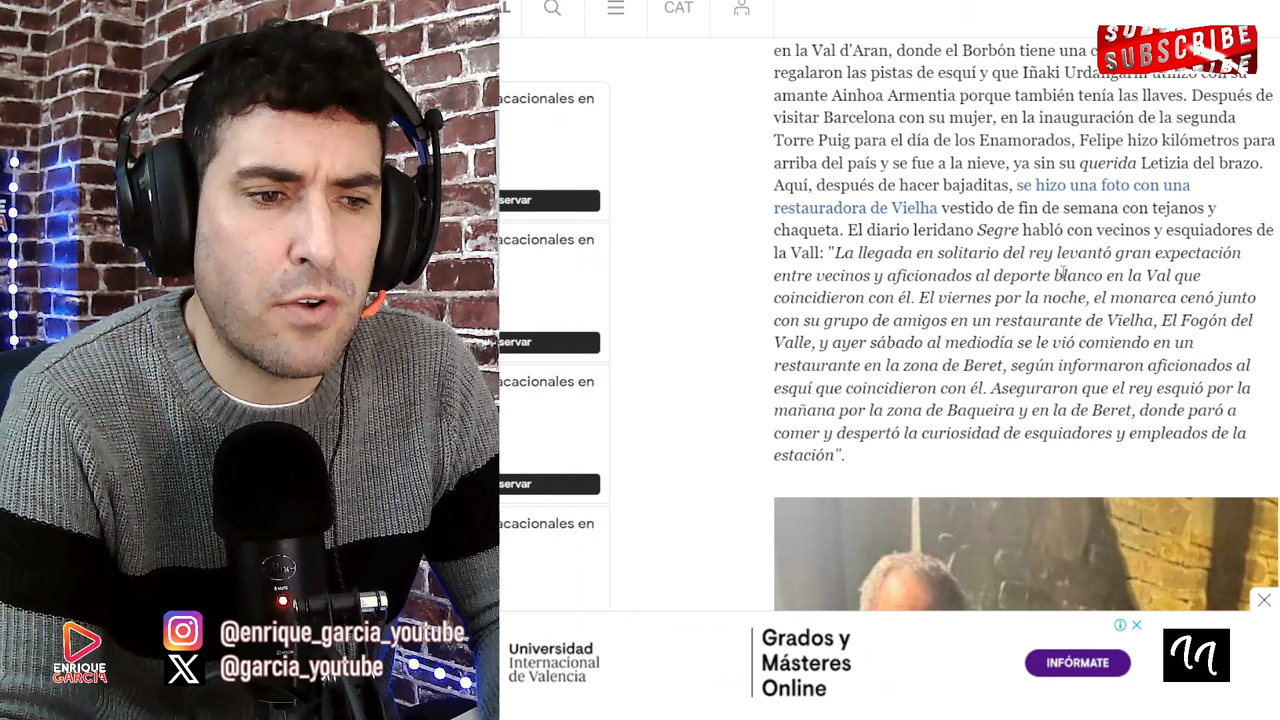 CAT
SUBSCRIBE
SUBSCRIBE
en la Val d'Aran, donde el Borbón tiene una
regalaron las pistas de esquí y que Iñaki Urdangarin utilizó con su
amante Ainhoa Armentia porque también tenía las llaves. Después de
visitar Barcelona con su mujer, en la inauguración de la segunda
Torre Puig para el día de los Enamorados, Felipe hizo kilómetros para
arriba del país y se fue a la nieve, ya sin su querida Letizia del brazo.
Aquí, después de hacer bajaditas, se hizo una foto con una
restauradora de Vielha vestido de fin de semana con tejanos y
chaqueta. El diario leridano Segre habló con vecinos y esquiadores de
la Vall: "La llegada en solitario del rey levantó gran expectación
entre vecinos y aficionados al deporte blanco en la Val que
coincidieron con él. El viernes por la noche, el monarca cenó junto
con su grupo de amigos en un restaurante de Vielha, El Fogón del
Valle, y ayer sábado al mediodía se le vió comiendo en un
restaurante en la zona de Beret, según informaron aficionados al
esquí que coincidieron con él. Aseguraron que el rey esquió por la
mañana por la zona de Baqueira y en la de Beret, donde paró a
comer y despertó la curiosidad de esquiadores y empleados de la
estación".
acacionales en
servar
acacionales en
servar
acacionales en
servar
acacionales en
Universidad
Internacional
de Valencia
Grados y
Másteres
Online
INFÓRMATE
ENRIQUE
GARCIA
@enrique_garcia_youtube
@garcia_youtube